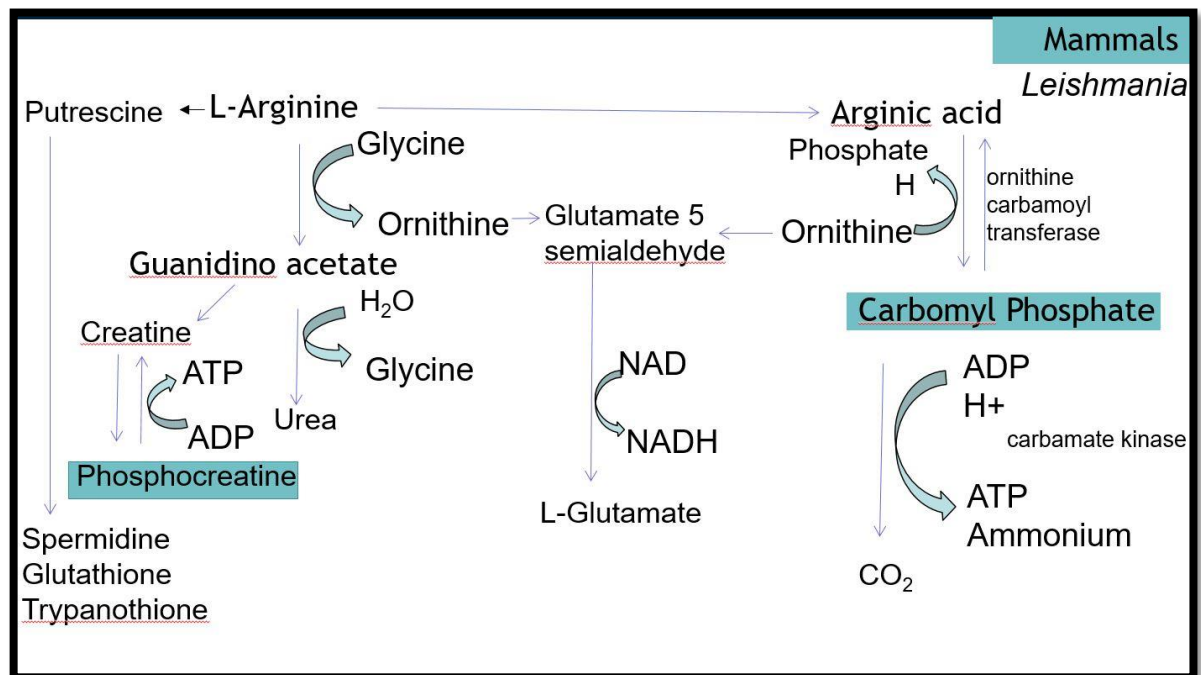 Mammals
Leishmania
Putrescine
L-Arginine
Arginic acid
Glycine
Phosphate
H
ornithine
carbamoyl
transferase
Ornithine
Glutamate 5
semialdehyde
Ornithine
Guanidino acetate
H₂O
Carbomyl Phosphate
Creatine
Glycine
ATP
ADP
Urea
NAD
NADH
ADP
H+
carbamate kinase
Phosphocreatine
ATP
Ammonium
L-Glutamate
Spermidine
Glutathione
Trypanothione
CO₂